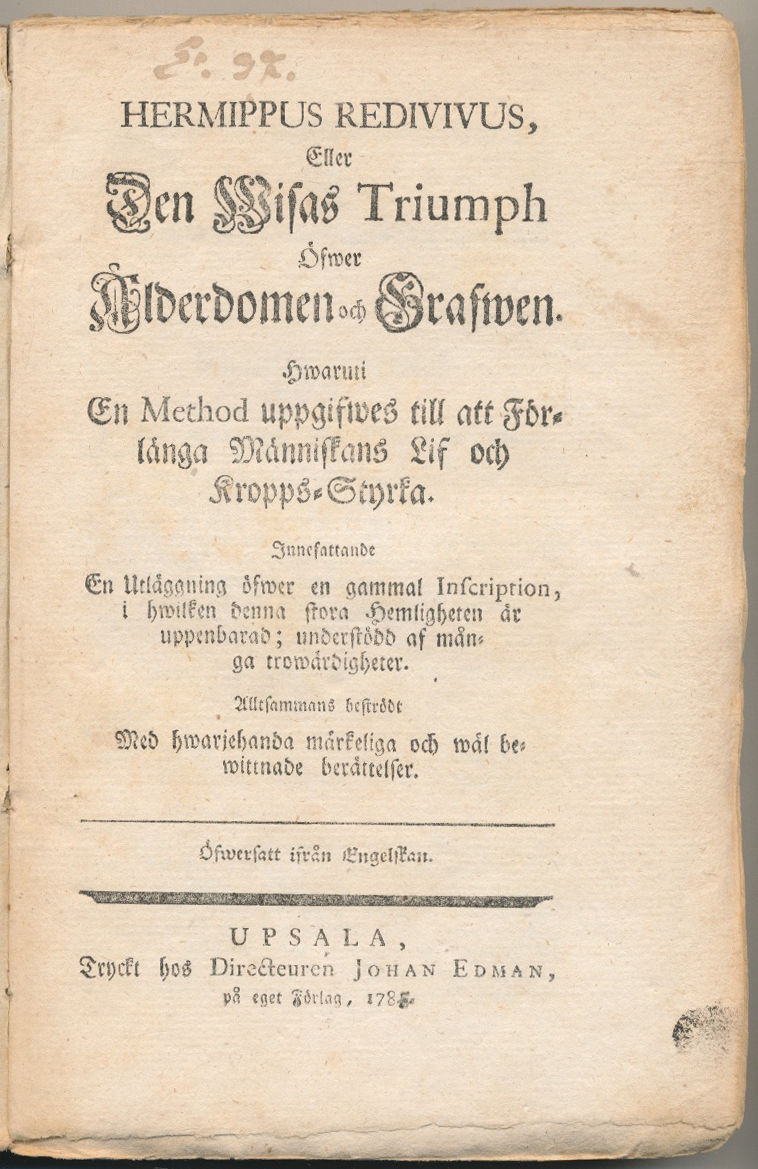 HERMIPPUS REDIVIVUS,
Eller
Den Wisas Triumph
Öfwer
Ålderdomen och Grafwen.
Hwaruti
En Method uppgifwes till att För-
länga Människans Lif och
Kropps-Styrka.
Innefattande
En Utläggning öfwer en gammal Inscription,
i hwilken denna stora Hemligheten är
uppenbarad; understödd af mån-
ga trowärdigheter.
Alltsammans beströdt
Med hwarjehanda märkeliga och wäl be-
wittnade berättelser.
Öfwersatt ifrån Engelskan.
UPSALA,
Tryckt hos Directeuren JOHAN EDMAN,
på eget Förlag,